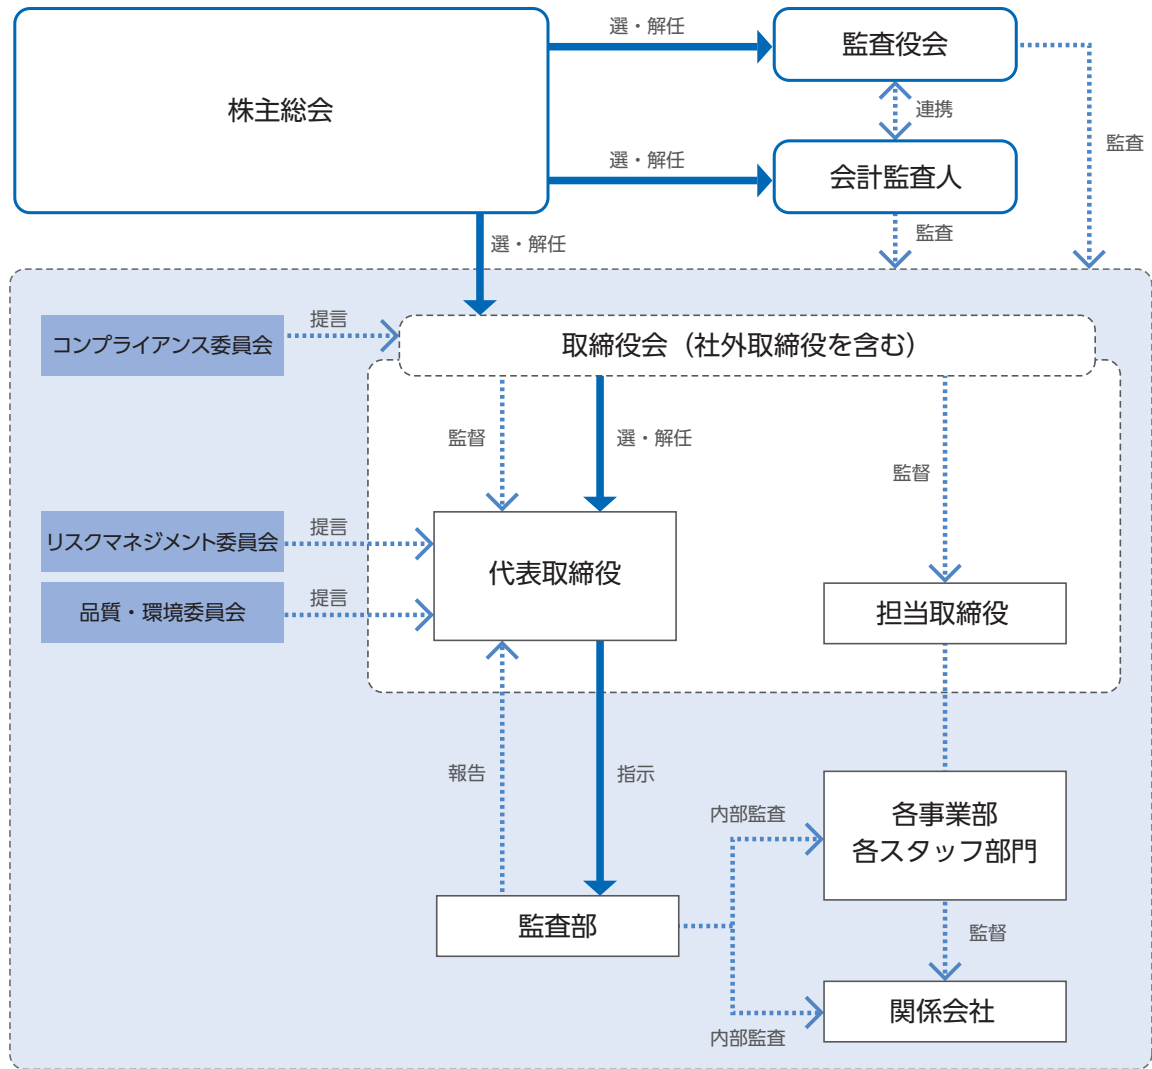 株主総会
選・解任
監査役会
連携
監査
選・解任
会計監査人
監査
選・解任
コンプライアンス委員会
提言
取締役会（社外取締役を含む）
監督
選・解任
監督
リスクマネジメント委員会
提言
代表取締役
品質・環境委員会
提言
担当取締役
報告
指示
内部監査
各事業部
各スタッフ部門
監査部
監督
内部監査
関係会社